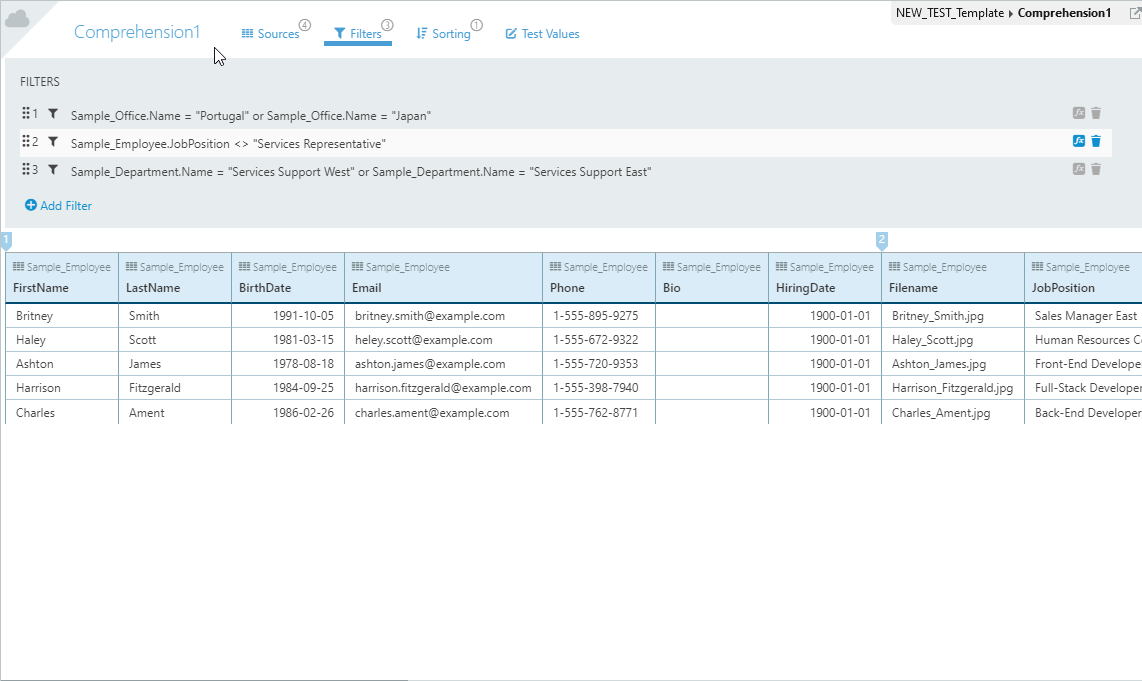 NEW_TEST_Template Comprehension1
Comprehension1 Sources 4 Filters 3 Sorting 1 Test Values
FILTERS
1 Sample_Office.Name = "Portugal" or Sample_Office.Name = "Japan" fx
2 Sample_Employee.JobPosition <> "Services Representative" fx
3 Sample_Department.Name = "Services Support West" or Sample_Department.Name = "Services Support East" fx
Add Filter
1 2
Sample_Employee Sample_Employee Sample_Employee Sample_Employee Sample_Employee Sample_Employee Sample_Employee Sample_Employee Sample_Employee
FirstName LastName BirthDate Email Phone Bio HiringDate Filename JobPosition
Britney Smith 1991-10-05 britney.smith@example.com 1-555-895-9275 1900-01-01 Britney_Smith.jpg Sales Manager East
Haley Scott 1981-03-15 heley.scott@example.com 1-555-672-9322 1900-01-01 Haley_Scott.jpg Human Resources Co
Ashton James 1978-08-18 ashton.james@example.com 1-555-720-9353 1900-01-01 Ashton_James.jpg Front-End Develope
Harrison Fitzgerald 1984-09-25 harrison.fitzgerald@example.com 1-555-398-7940 1900-01-01 Harrison_Fitzgerald.jpg Full-Stack Developer
Charles Ament 1986-02-26 charles.ament@example.com 1-555-762-8771 1900-01-01 Charles_Ament.jpg Back-End Developer